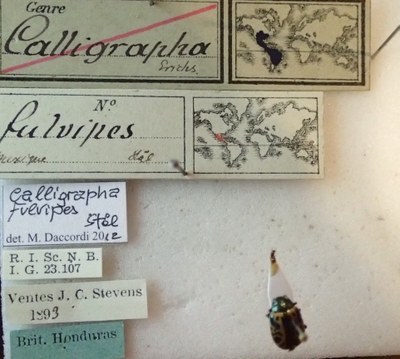 Genre
Calligrapha
Erichs
Nº
fulvipes
Mexique Stål
Calligrapha
fulvipes
Stål
det. M. Daccordi 2012
R. I. Sc. N. B.
I. G. 23.107
Ventes J. C. Stevens
1893
Brit. Honduras